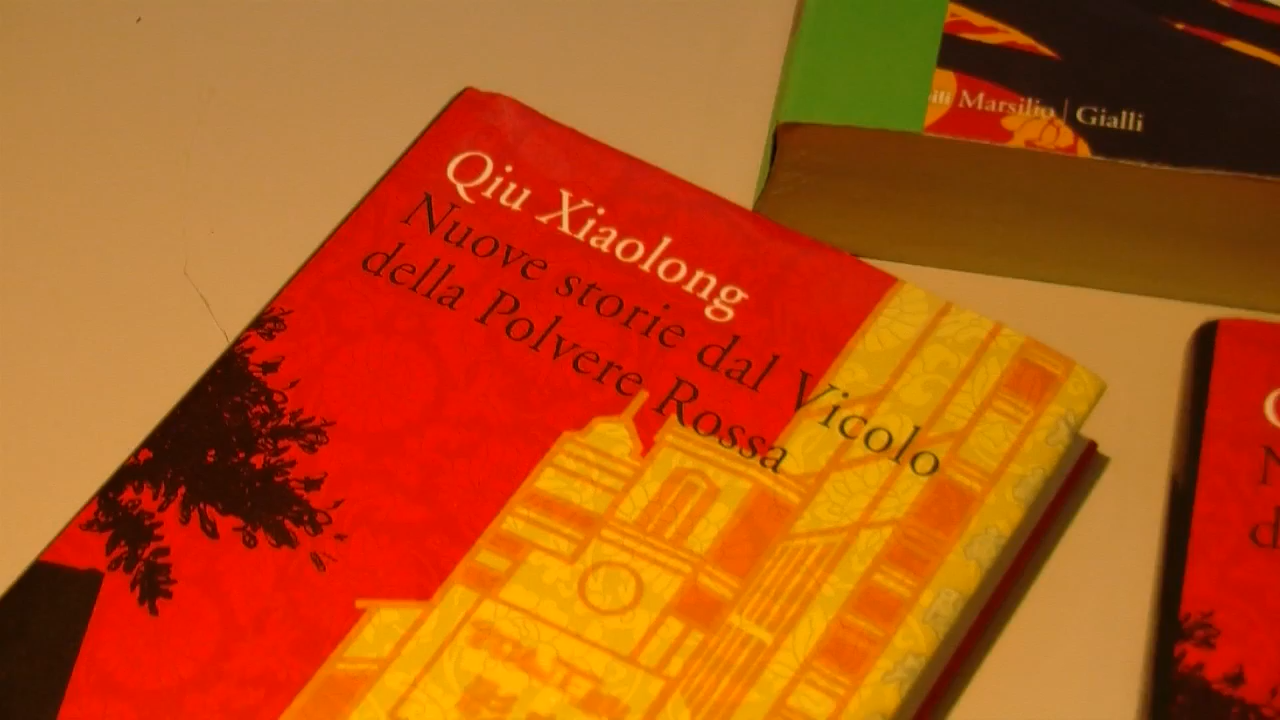 Qiu Xiaolong
Nuove storie dal Vicolo
della Polvere Rossa
Marsilio | Gialli